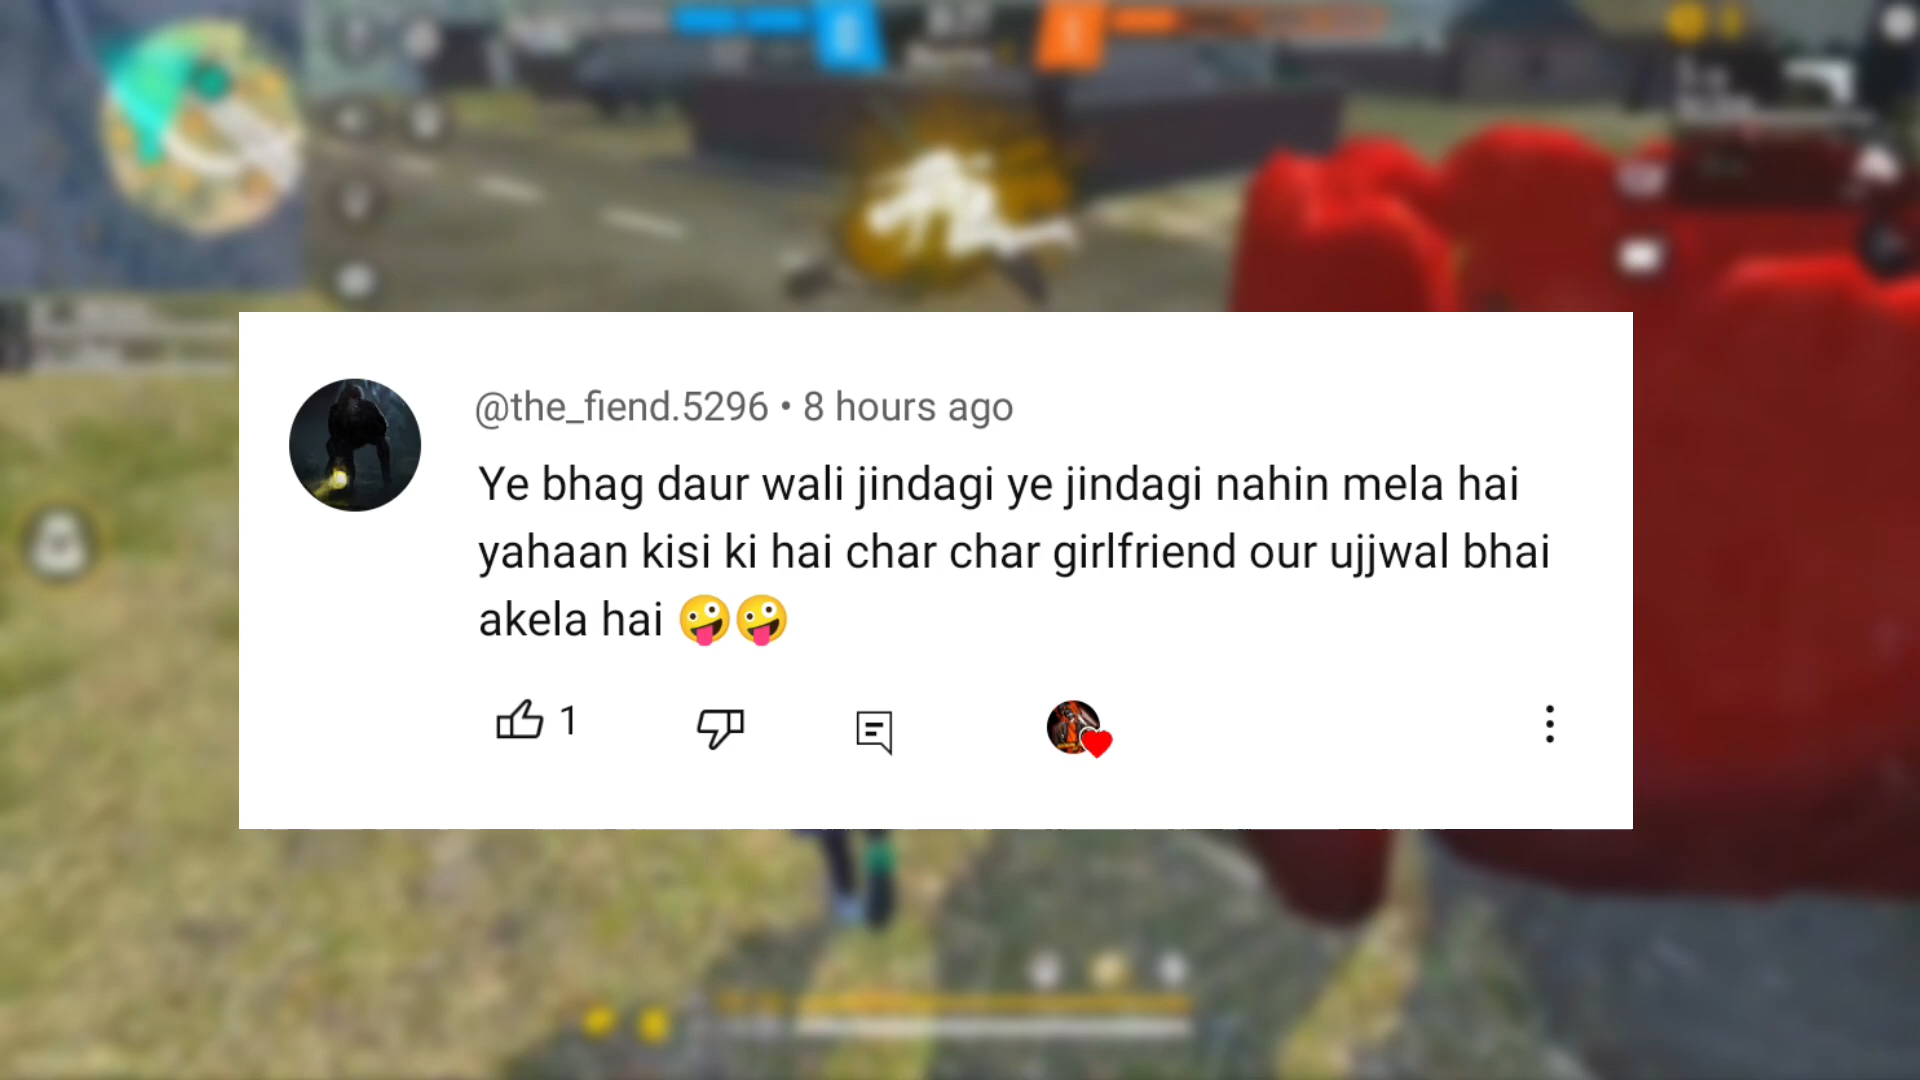 @the_fiend.5296 • 8 hours ago
Ye bhag daur wali jindagi ye jindagi nahin mela hai
yahaan kisi ki hai char char girlfriend our ujjwal bhai
akela hai 🤪🤪
1